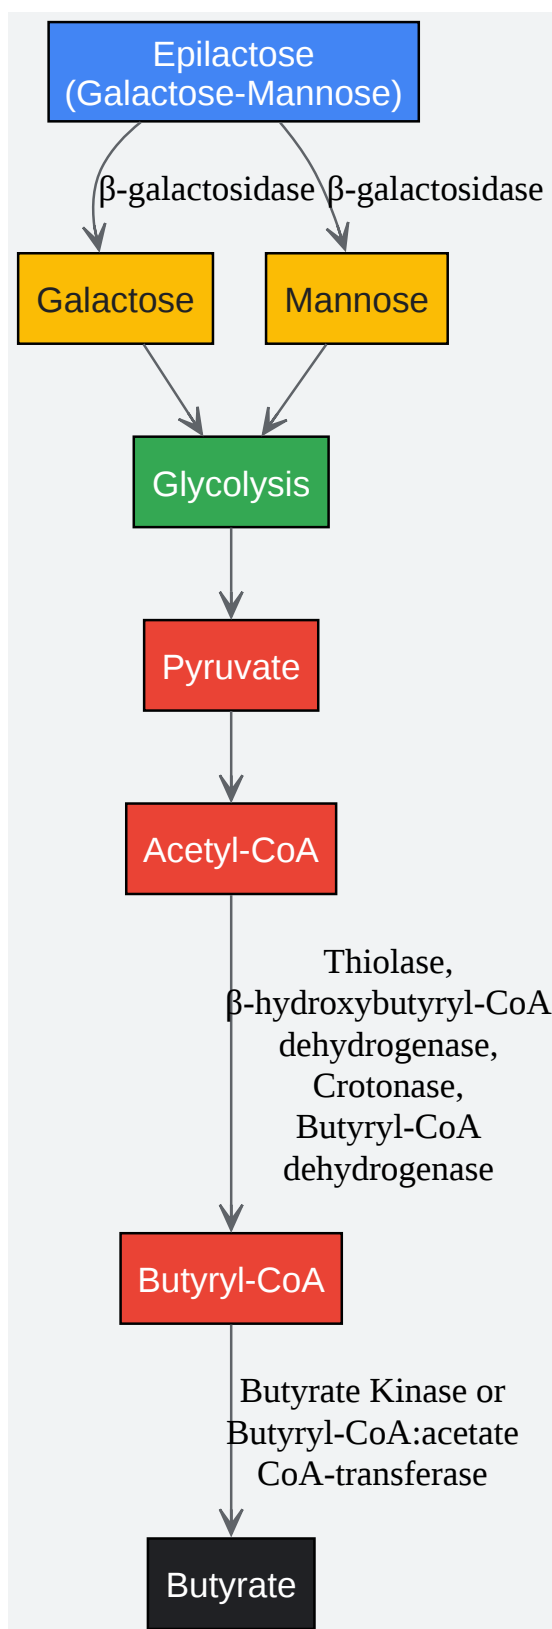 Epilactose
(Galactose-Mannose)
β-galactosidase
β-galactosidase
Galactose
Mannose
Glycolysis
Pyruvate
Acetyl-CoA
Thiolase,
β-hydroxybutyryl-CoA
dehydrogenase,
Crotonase,
Butyryl-CoA
dehydrogenase
Butyryl-CoA
Butyrate Kinase or
Butyryl-CoA:acetate
CoA-transferase
Butyrate